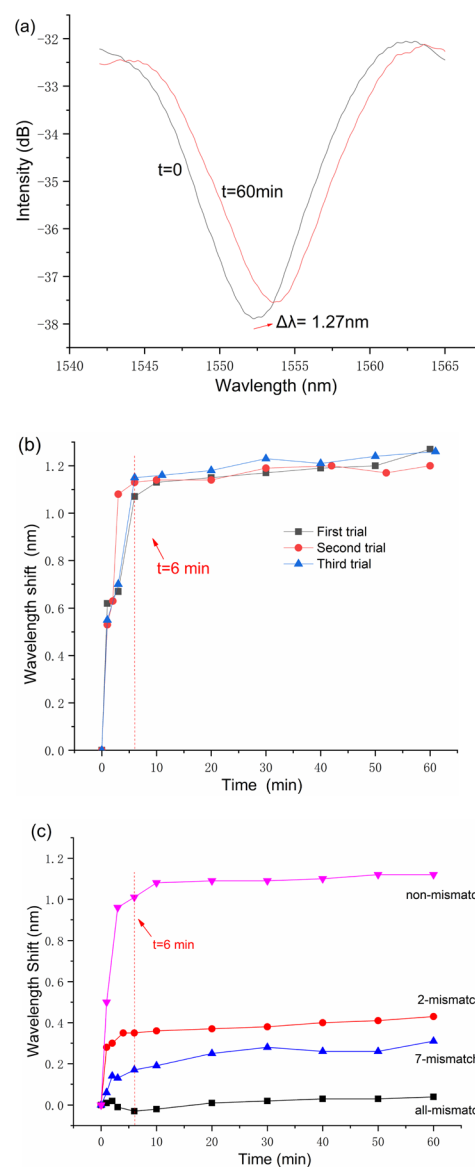 (a)
-32
-33
-34
-35
-36
-37
-38
Intensity (dB)
t=0
t=60min
Δλ= 1.27nm
1540 1545 1550 1555 1560 1565
Wavlength (nm)
(b)
1.2
1.0
0.8
0.6
0.4
0.2
0.0
Wavelength shift (nm)
First trial
Second trial
Third trial
t=6 min
0 10 20 30 40 50 60
Time (min)
(c)
1.2
1.0
0.8
0.6
0.4
0.2
0.0
Wavelength Shift (nm)
non-mismatc
t=6 min
2-mismatch
7-mismatch
all-mismatc
0 10 20 30 40 50 60
Time (min)